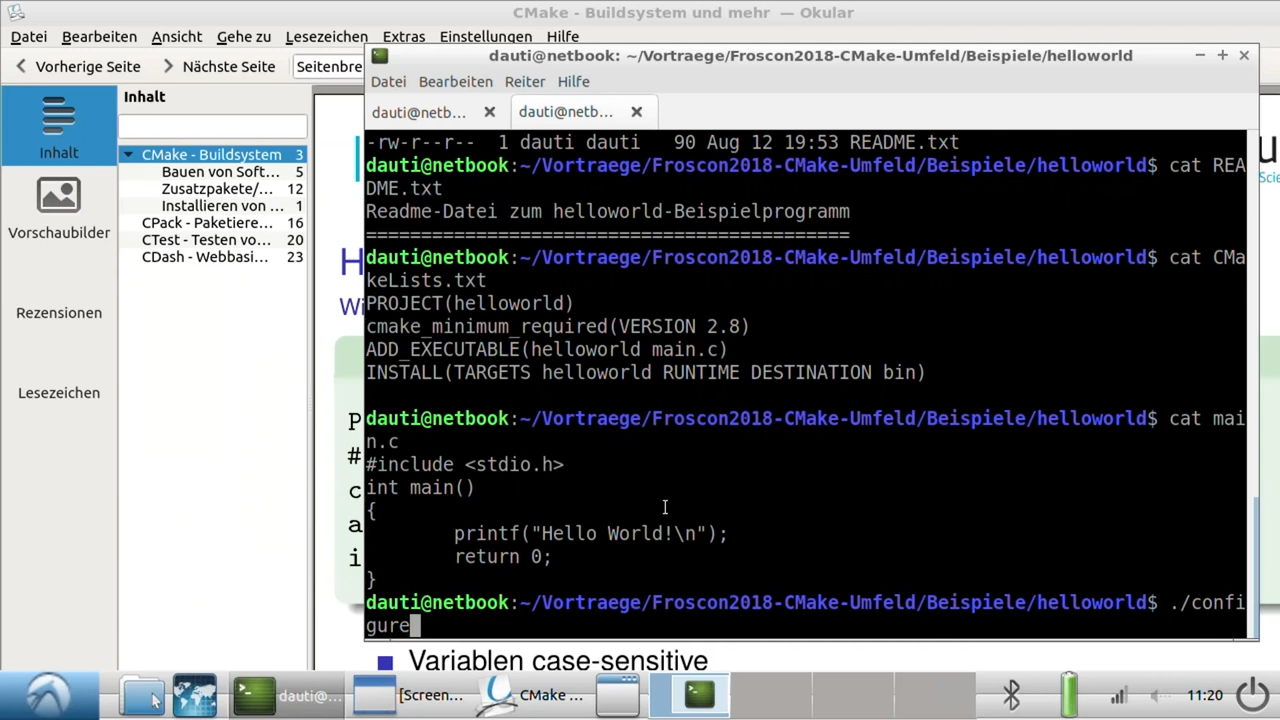 CMake - Buildsystem und mehr — Okular
Datei Bearbeiten Ansicht Gehe zu Lesezeichen Extras Einstellungen Hilfe
Vorherige Seite Nächste Seite Seitenbre
dauti@netbook: ~/Vortraege/Froscon2018-CMake-Umfeld/Beispiele/helloworld
Datei Bearbeiten Reiter Hilfe
dauti@netb... dauti@netb...
Inhalt
Inhalt
Vorschaubilder
Rezensionen
Lesezeichen
CMake - Buildsystem 3
Bauen von Soft... 5
Zusatzpakete/... 12
Installieren von ... 1
CPack - Paketiere... 16
CTest - Testen vo... 20
CDash - Webbasi... 23
-rw-r--r-- 1 dauti dauti 90 Aug 12 19:53 README.txt
dauti@netbook:~/Vortraege/Froscon2018-CMake-Umfeld/Beispiele/helloworld$ cat REA
DME.txt
Readme-Datei zum helloworld-Beispielprogramm
============================================
dauti@netbook:~/Vortraege/Froscon2018-CMake-Umfeld/Beispiele/helloworld$ cat CMa
keLists.txt
PROJECT(helloworld)
cmake_minimum_required(VERSION 2.8)
ADD_EXECUTABLE(helloworld main.c)
INSTALL(TARGETS helloworld RUNTIME DESTINATION bin)
dauti@netbook:~/Vortraege/Froscon2018-CMake-Umfeld/Beispiele/helloworld$ cat mai
n.c
#include <stdio.h>
int main()
{
printf("Hello World!\n");
return 0;
}
dauti@netbook:~/Vortraege/Froscon2018-CMake-Umfeld/Beispiele/helloworld$ ./confi
gure
H
Wi
P
#
c
a
i
u
Scie
Variablen case-sensitive
dauti@... [Screen... CMake ... 11:20